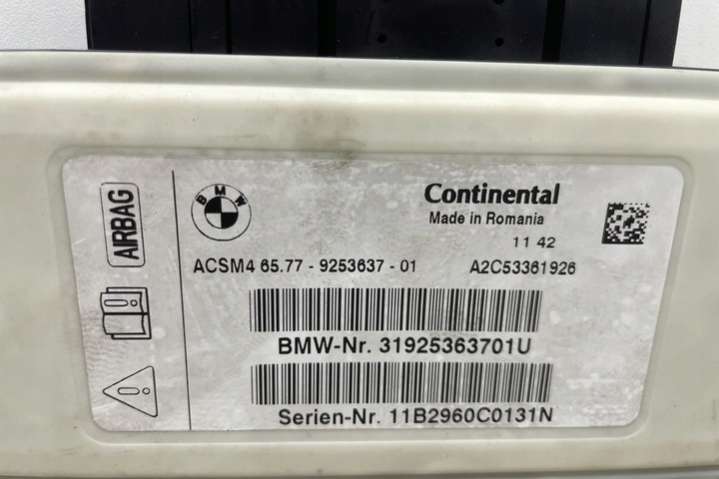 AIRBAG
BMW
Continental
Made in Romania
11 42
ACSM4 65.77 - 9253637 - 01 A2C53361926
BMW-Nr. 31925363701U
Serien-Nr. 11B2960C0131N